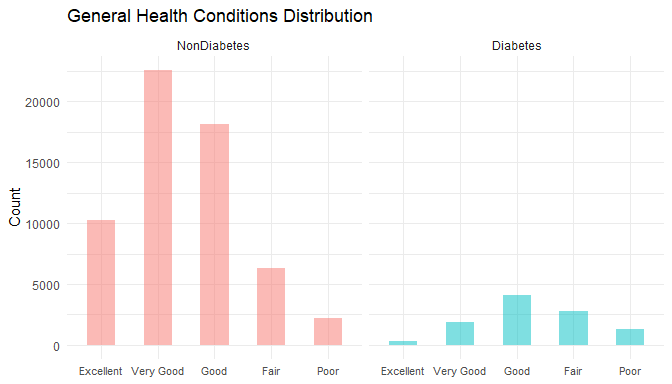 General Health Conditions Distribution
NonDiabetes Diabetes
Count
20000
15000
10000
5000
0
Excellent Very Good Good Fair Poor Excellent Very Good Good Fair Poor